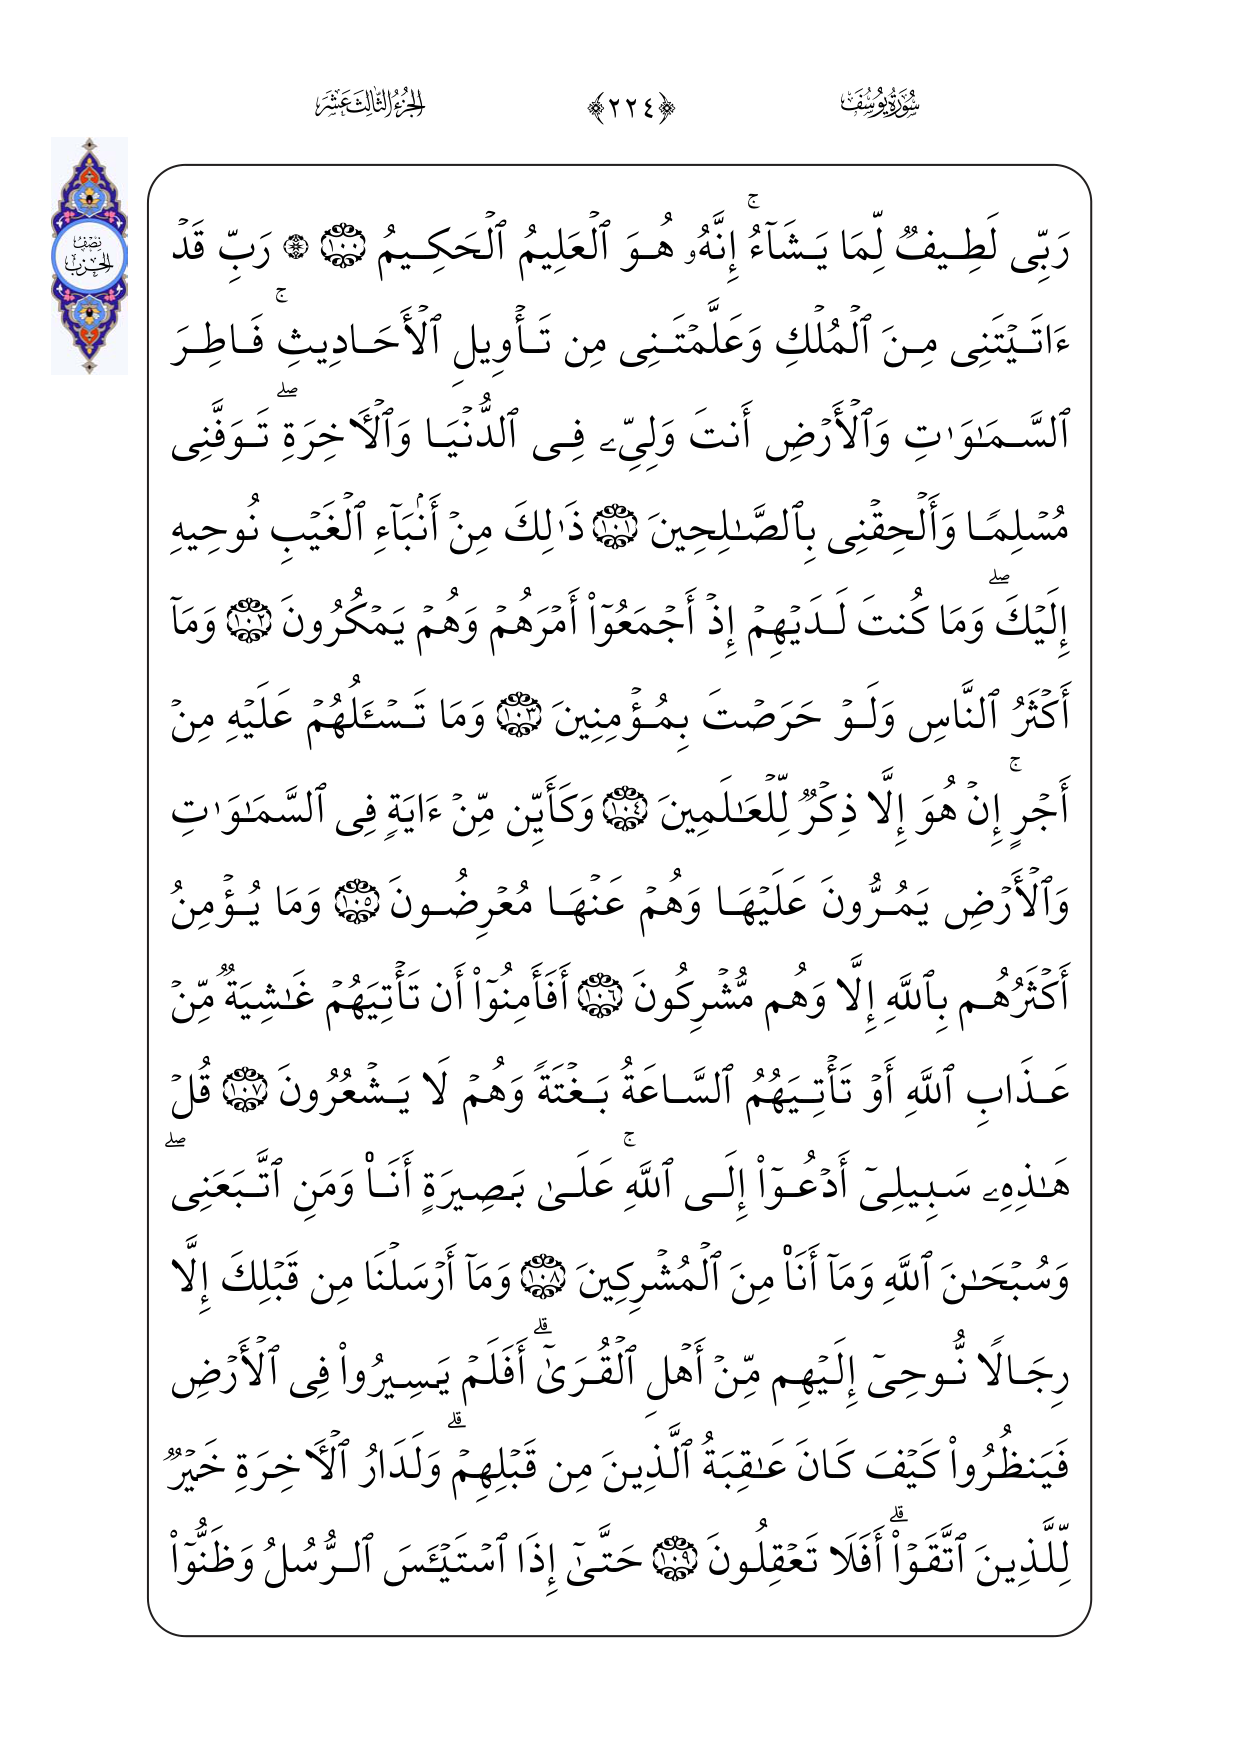 سُورَةُ يُوسُفَ
﴿٢٢٤﴾
الجُزْءُ الثَّالِثَ عَشَرَ
نِصْفُ
الحِزْب
رَبِّى لَطِيفٌ لِّمَا يَشَآءُۚ إِنَّهُۥ هُوَ ٱلْعَلِيمُ ٱلْحَكِيمُ ١٠٠ ۞ رَبِّ قَدْ
ءَاتَيْتَنِى مِنَ ٱلْمُلْكِ وَعَلَّمْتَنِى مِن تَأْوِيلِ ٱلْأَحَادِيثِۚ فَاطِرَ
ٱلسَّمَـٰوَٰتِ وَٱلْأَرْضِ أَنتَ وَلِىِّۦ فِى ٱلدُّنْيَا وَٱلْـَٔاخِرَةِۖ تَوَفَّنِى
مُسْلِمًا وَأَلْحِقْنِى بِٱلصَّـٰلِحِينَ ١٠١ ذَٰلِكَ مِنْ أَنۢبَآءِ ٱلْغَيْبِ نُوحِيهِ
إِلَيْكَۖ وَمَا كُنتَ لَدَيْهِمْ إِذْ أَجْمَعُوٓا۟ أَمْرَهُمْ وَهُمْ يَمْكُرُونَ ١٠٢ وَمَآ
أَكْثَرُ ٱلنَّاسِ وَلَوْ حَرَصْتَ بِمُؤْمِنِينَ ١٠٣ وَمَا تَسْـَٔلُهُمْ عَلَيْهِ مِنْ
أَجْرٍۚ إِنْ هُوَ إِلَّا ذِكْرٌ لِّلْعَـٰلَمِينَ ١٠٤ وَكَأَيِّن مِّنْ ءَايَةٍ فِى ٱلسَّمَـٰوَٰتِ
وَٱلْأَرْضِ يَمُرُّونَ عَلَيْهَا وَهُمْ عَنْهَا مُعْرِضُونَ ١٠٥ وَمَا يُؤْمِنُ
أَكْثَرُهُم بِٱللَّهِ إِلَّا وَهُم مُّشْرِكُونَ ١٠٦ أَفَأَمِنُوٓا۟ أَن تَأْتِيَهُمْ غَـٰشِيَةٌ مِّنْ
عَذَابِ ٱللَّهِ أَوْ تَأْتِيَهُمُ ٱلسَّاعَةُ بَغْتَةً وَهُمْ لَا يَشْعُرُونَ ١٠٧ قُلْ
هَـٰذِهِۦ سَبِيلِىٓ أَدْعُوٓا۟ إِلَى ٱللَّهِۚ عَلَىٰ بَصِيرَةٍ أَنَا۠ وَمَنِ ٱتَّبَعَنِىۖ
وَسُبْحَـٰنَ ٱللَّهِ وَمَآ أَنَا۠ مِنَ ٱلْمُشْرِكِينَ ١٠٨ وَمَآ أَرْسَلْنَا مِن قَبْلِكَ إِلَّا
رِجَالًا نُّوحِىٓ إِلَيْهِم مِّنْ أَهْلِ ٱلْقُرَىٰٓۗ أَفَلَمْ يَسِيرُوا۟ فِى ٱلْأَرْضِ
فَيَنظُرُوا۟ كَيْفَ كَانَ عَـٰقِبَةُ ٱلَّذِينَ مِن قَبْلِهِمْۗ وَلَدَارُ ٱلْـَٔاخِرَةِ خَيْرٌ
لِّلَّذِينَ ٱتَّقَوْا۟ۗ أَفَلَا تَعْقِلُونَ ١٠٩ حَتَّىٰٓ إِذَا ٱسْتَيْـَٔسَ ٱلرُّسُلُ وَظَنُّوٓا۟